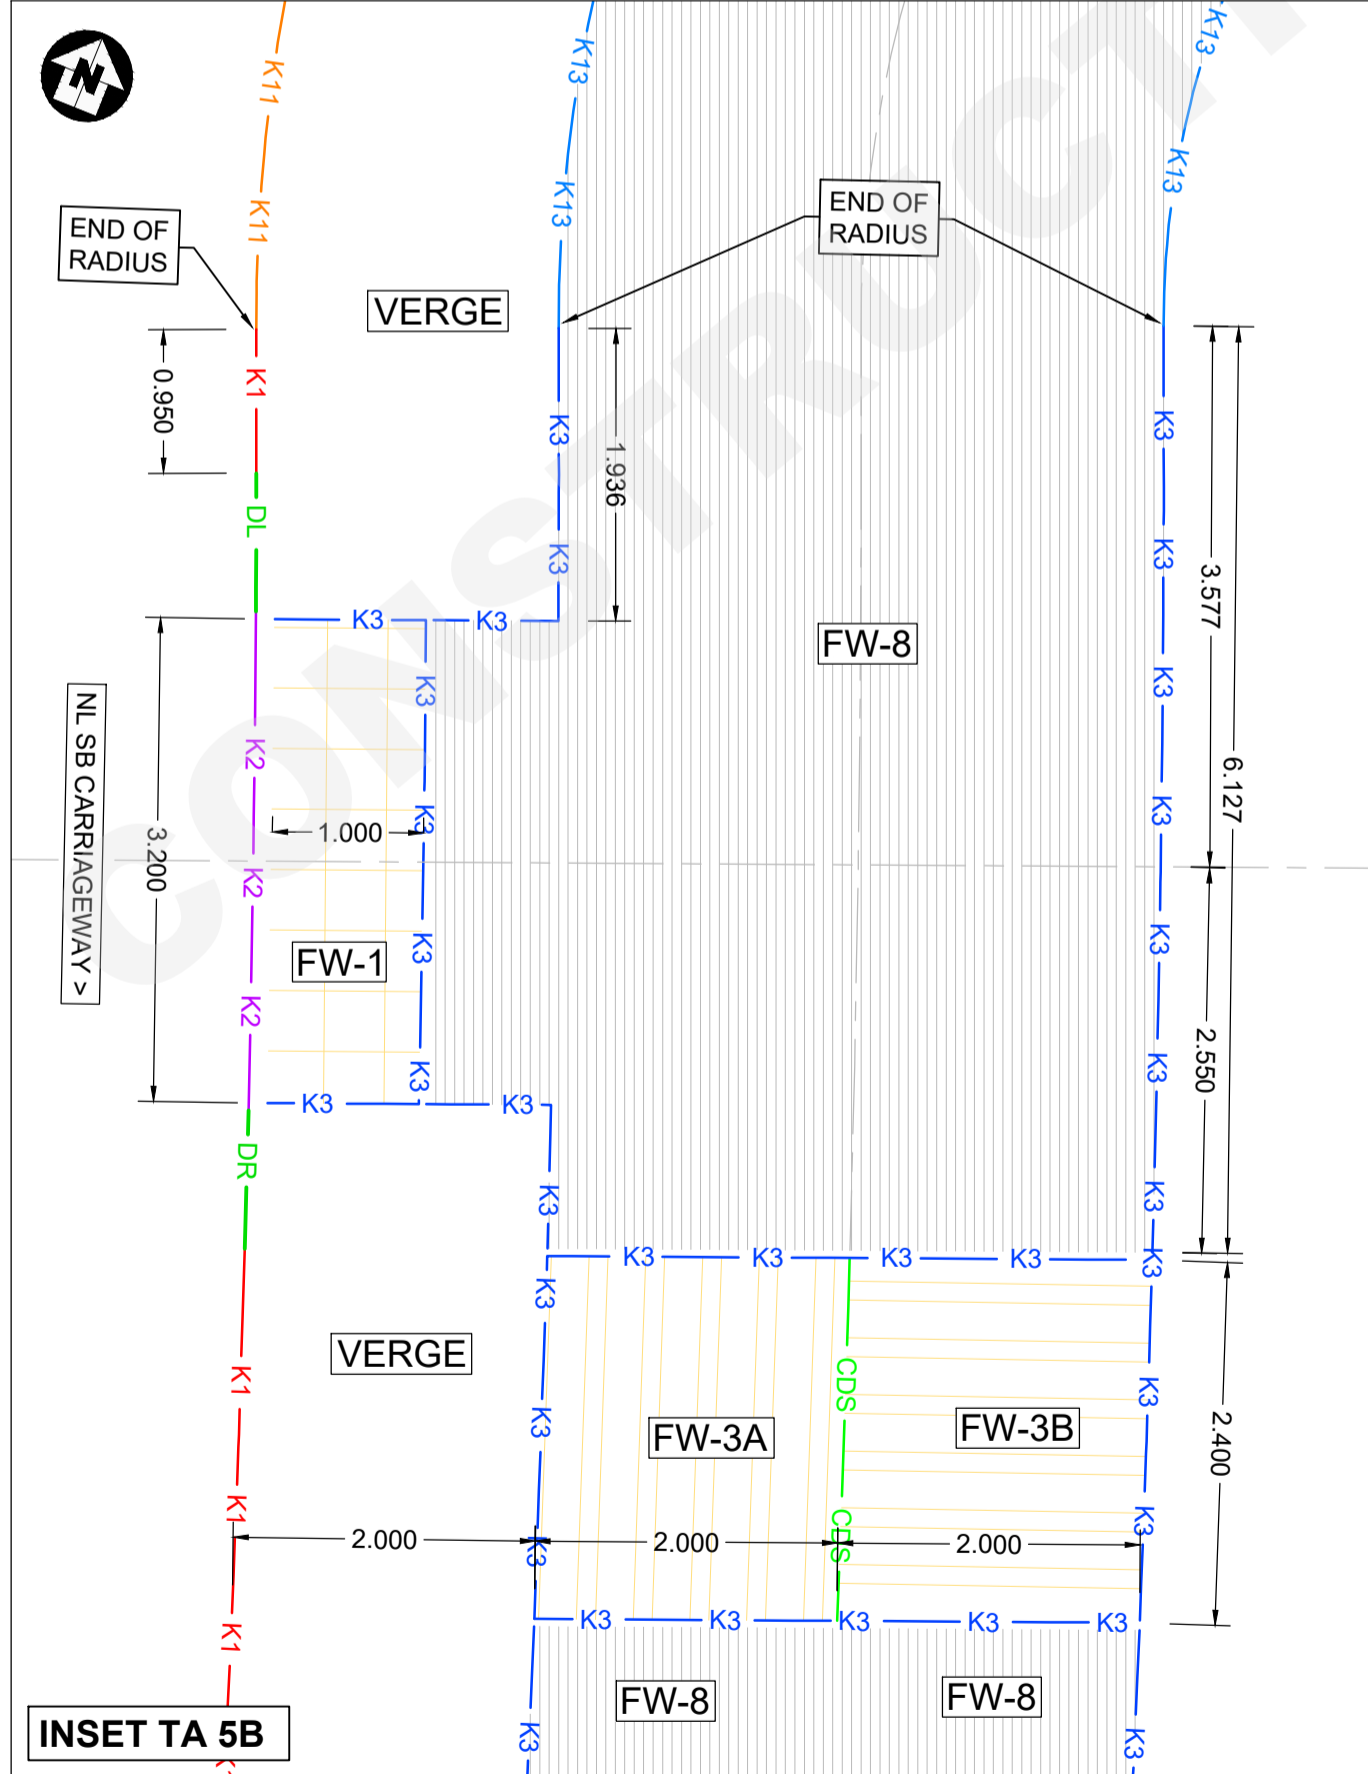 N
K11
K13
K13
K13
K11
K13
K13
END OF
RADIUS
END OF
RADIUS
VERGE
K1
0.950
K3
1.936
K3
DL
K3
K3
3.577
K3
K3
FW-8
K3
K3
NL SB CARRIAGEWAY >
K2
6.127
K3
K3
1.000
3.200
K2
FW-1
K3
K3
K2
2.550
K3
K3
K3
K3
DR
K3
K3
K3
K3
K3
K3
K3
K3
VERGE
K1
CDS
K3
K3
FW-3A
FW-3B
2.400
K1
CDS
K3
K3
2.000
2.000
2.000
K1
K3
K3
K3
K3
K3
FW-8
FW-8
INSET TA 5B
K3
K3
CONSTRUCT